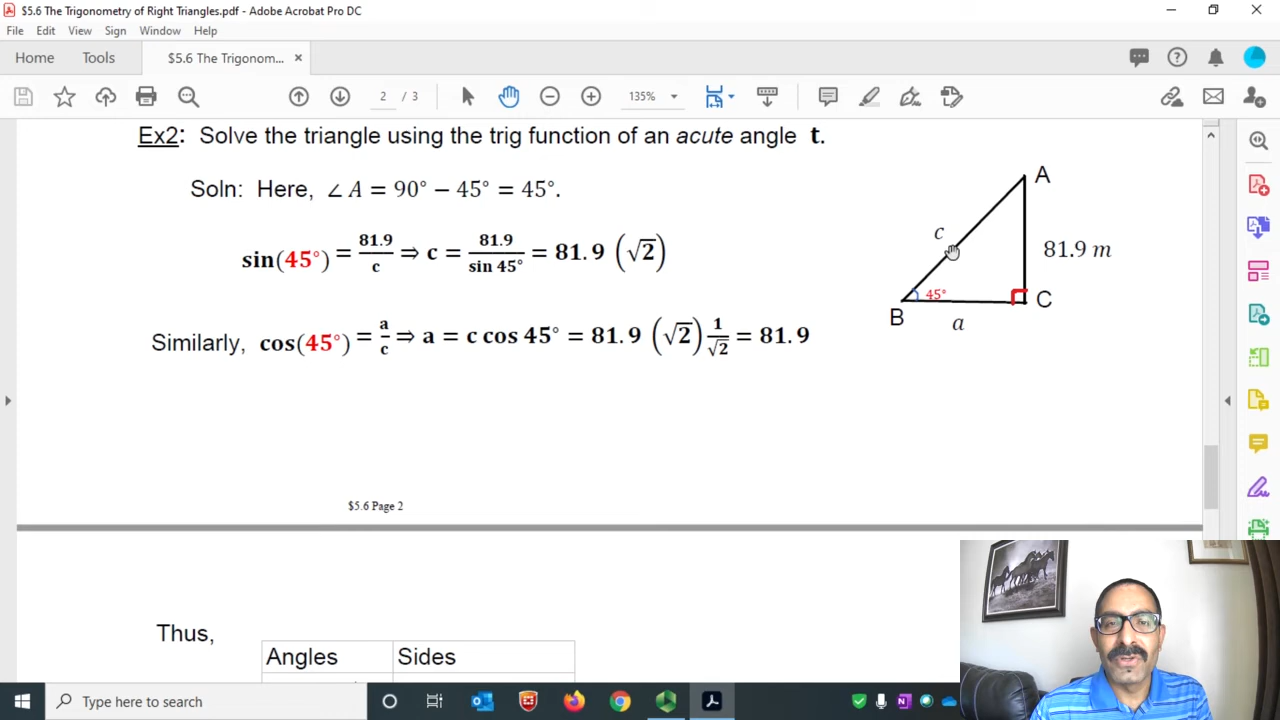 $5.6 The Trigonometry of Right Triangles.pdf - Adobe Acrobat Pro DC
File Edit View Sign Window Help
Home Tools $5.6 The Trigonom... ×
2 / 3 135%
Ex2: Solve the triangle using the trig function of an acute angle t.
Soln: Here, ∠ A = 90° − 45° = 45°.
sin(45°) = 81.9/c ⇒ c = 81.9/sin 45° = 81.9 (√2)
Similarly, cos(45°) = a/c ⇒ a = c cos 45° = 81.9 (√2) 1/√2 = 81.9
A
c
81.9 m
45°
B
C
a
$5.6 Page 2
Thus,
Angles Sides
Type here to search